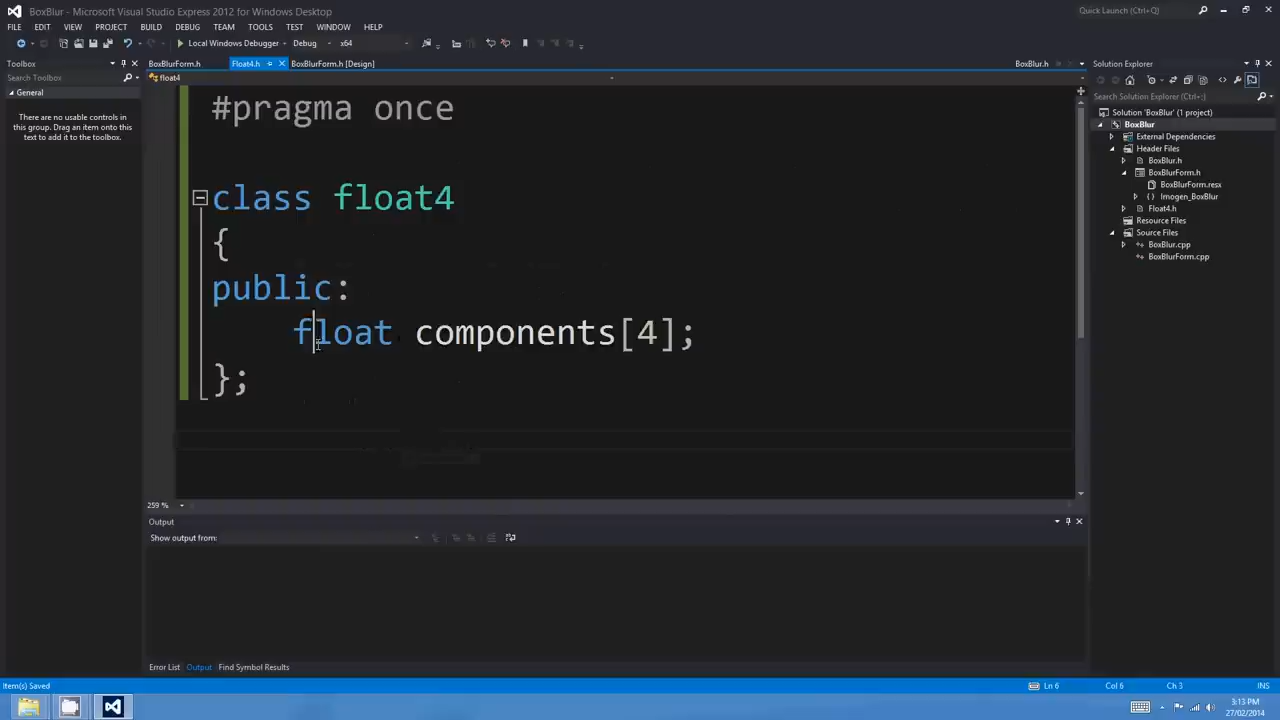 BoxBlur - Microsoft Visual Studio Express 2012 for Windows Desktop
Quick Launch (Ctrl+Q)
FILE EDIT VIEW PROJECT BUILD DEBUG TEAM TOOLS TEST WINDOW HELP
Local Windows Debugger Debug x64
Toolbox
Search Toolbox
General
There are no usable controls in
this group. Drag an item onto this
text to add it to the toolbox.
BoxBlurForm.h Float4.h BoxBlurForm.h [Design] BoxBlur.h
float4
#pragma once
class float4
{
public:
float components[4];
};
259 %
Output
Show output from:
Error List Output Find Symbol Results
Solution Explorer
Search Solution Explorer (Ctrl+;)
Solution 'BoxBlur' (1 project)
BoxBlur
External Dependencies
Header Files
BoxBlur.h
BoxBlurForm.h
BoxBlurForm.resx
Imogen_BoxBlur
Float4.h
Resource Files
Source Files
BoxBlur.cpp
BoxBlurForm.cpp
Item(s) Saved Ln 6 Col 6 Ch 3 INS
3:13 PM
27/02/2014